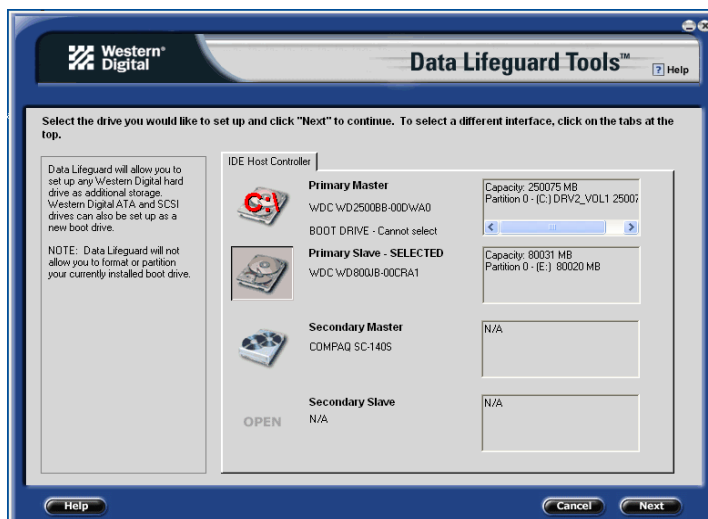 Western®
Digital
Data Lifeguard Tools™
? Help
Select the drive you would like to set up and click "Next" to continue. To select a different interface, click on the tabs at the
top.
Data Lifeguard will allow you to
set up any Western Digital hard
drive as additional storage.
Western Digital ATA and SCSI
drives can also be set up as a
new boot drive.
NOTE: Data Lifeguard will not
allow you to format or partition
your currently installed boot drive.
IDE Host Controller
C:\
Primary Master
WDC WD2500BB-00DWA0
BOOT DRIVE - Cannot select
Capacity: 250075 MB
Partition 0 - (C:) DRV2_VOL1 25007
Primary Slave - SELECTED
WDC WD800JB-00CRA1
Capacity: 80031 MB
Partition 0 - (E:) 80020 MB
Secondary Master
COMPAQ SC-140S
N/A
OPEN
Secondary Slave
N/A
N/A
Help
Cancel
Next